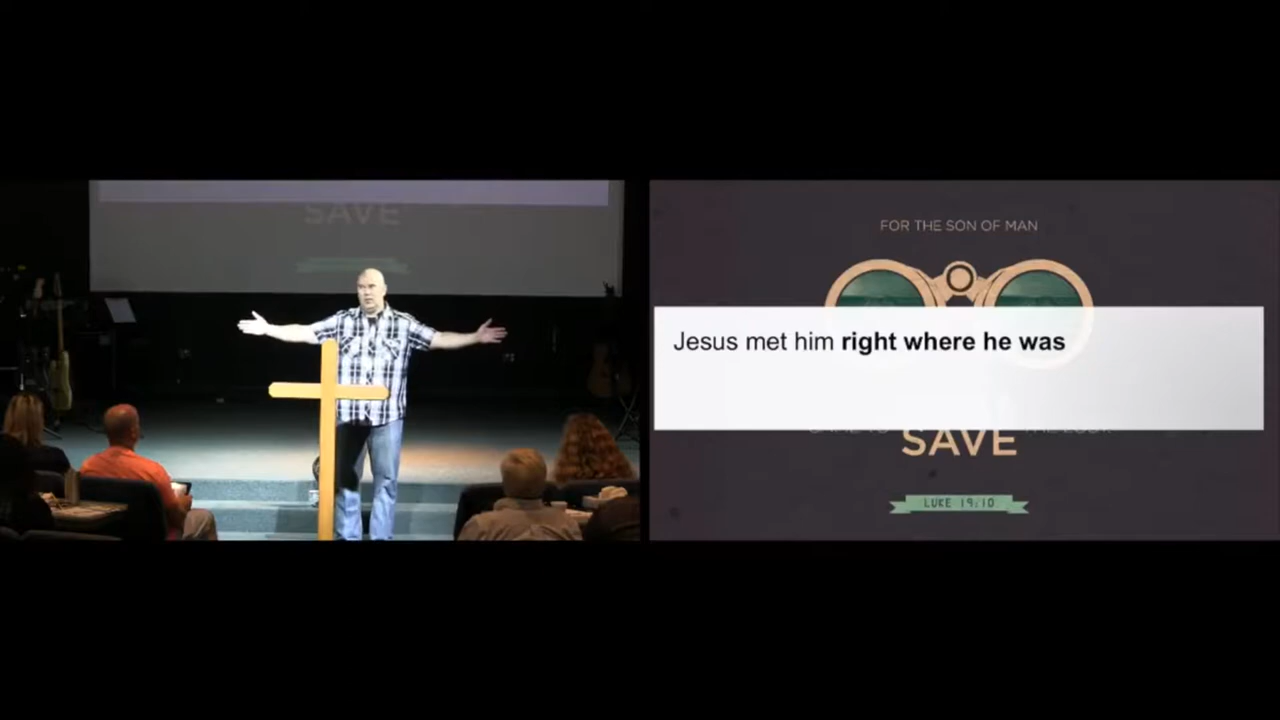 SAVE
FOR THE SON OF MAN
Jesus met him right where he was
SAVE
LUKE 19:10